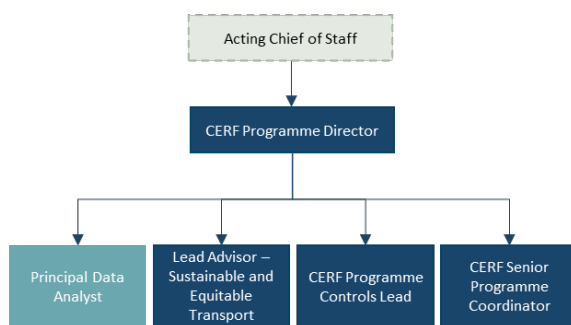 Acting Chief of Staff
CERF Programme Director
Principal Data
Analyst
Lead Advisor –
Sustainable and
Equitable
Transport
CERF Programme
Controls Lead
CERF Senior
Programme
Coordinator